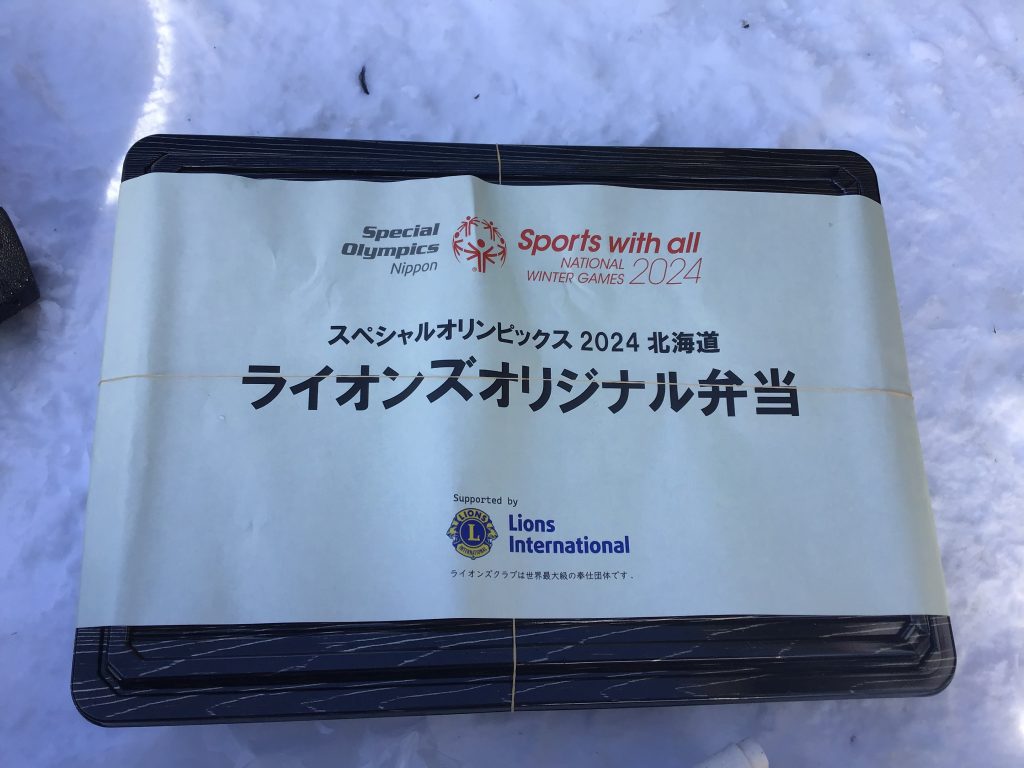 Special
Olympics
Nippon
Sports with all
NATIONAL
WINTER GAMES 2024
スペシャルオリンピックス 2024 北海道
ライオンズオリジナル弁当
Supported by
LIONS
L
INTERNATIONAL
Lions
International
ライオンズクラブは世界最大級の奉仕団体です.